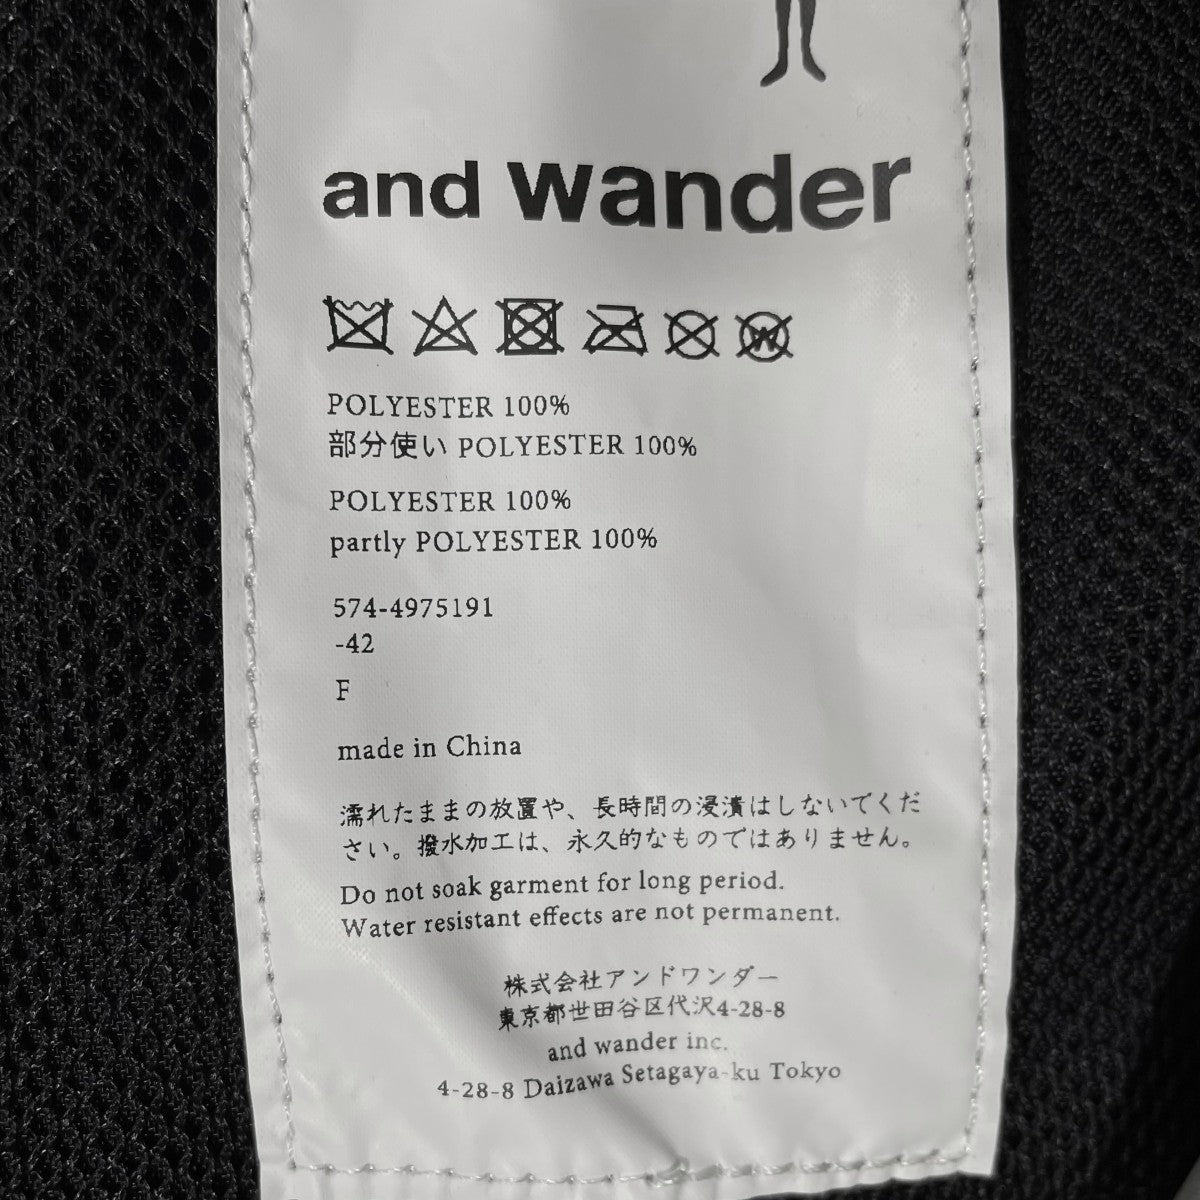 and wander
W
POLYESTER 100%
部分使い POLYESTER 100%
POLYESTER 100%
partly POLYESTER 100%
574-4975191
-42
F
made in China
濡れたままの放置や、長時間の浸漬はしないでくだ
さい。撥水加工は、永久的なものではありません。
Do not soak garment for long period.
Water resistant effects are not permanent.
株式会社アンドワンダー
東京都世田谷区代沢4-28-8
and wander inc.
4-28-8 Daizawa Setagaya-ku Tokyo